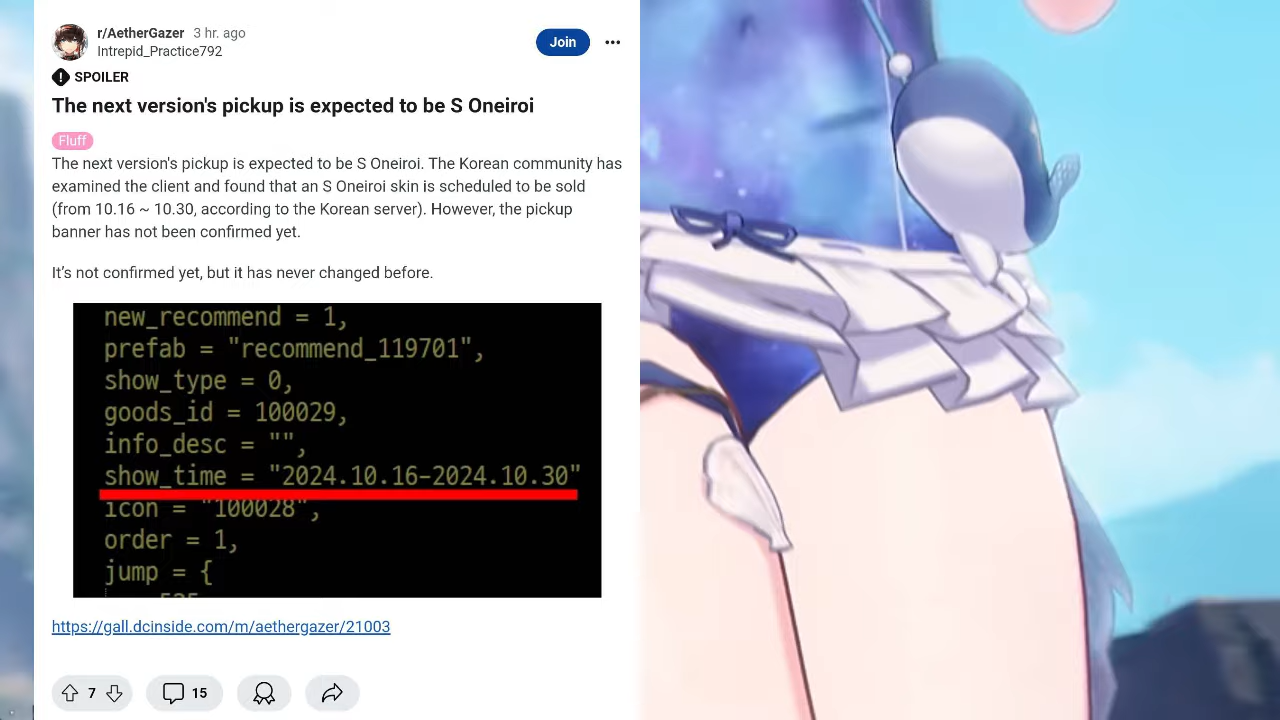 r/AetherGazer 3 hr. ago
Intrepid_Practice792
Join
SPOILER
The next version's pickup is expected to be S Oneiroi
Fluff
The next version's pickup is expected to be S Oneiroi. The Korean community has
examined the client and found that an S Oneiroi skin is scheduled to be sold
(from 10.16 ~ 10.30, according to the Korean server). However, the pickup
banner has not been confirmed yet.
It's not confirmed yet, but it has never changed before.
new_recommend = 1,
prefab = "recommend_119701",
show_type = 0,
goods_id = 100029,
info_desc = "",
show_time = "2024.10.16-2024.10.30"
icon = "100028",
order = 1,
jump = {
https://gall.dcinside.com/m/aethergazer/21003
7
15